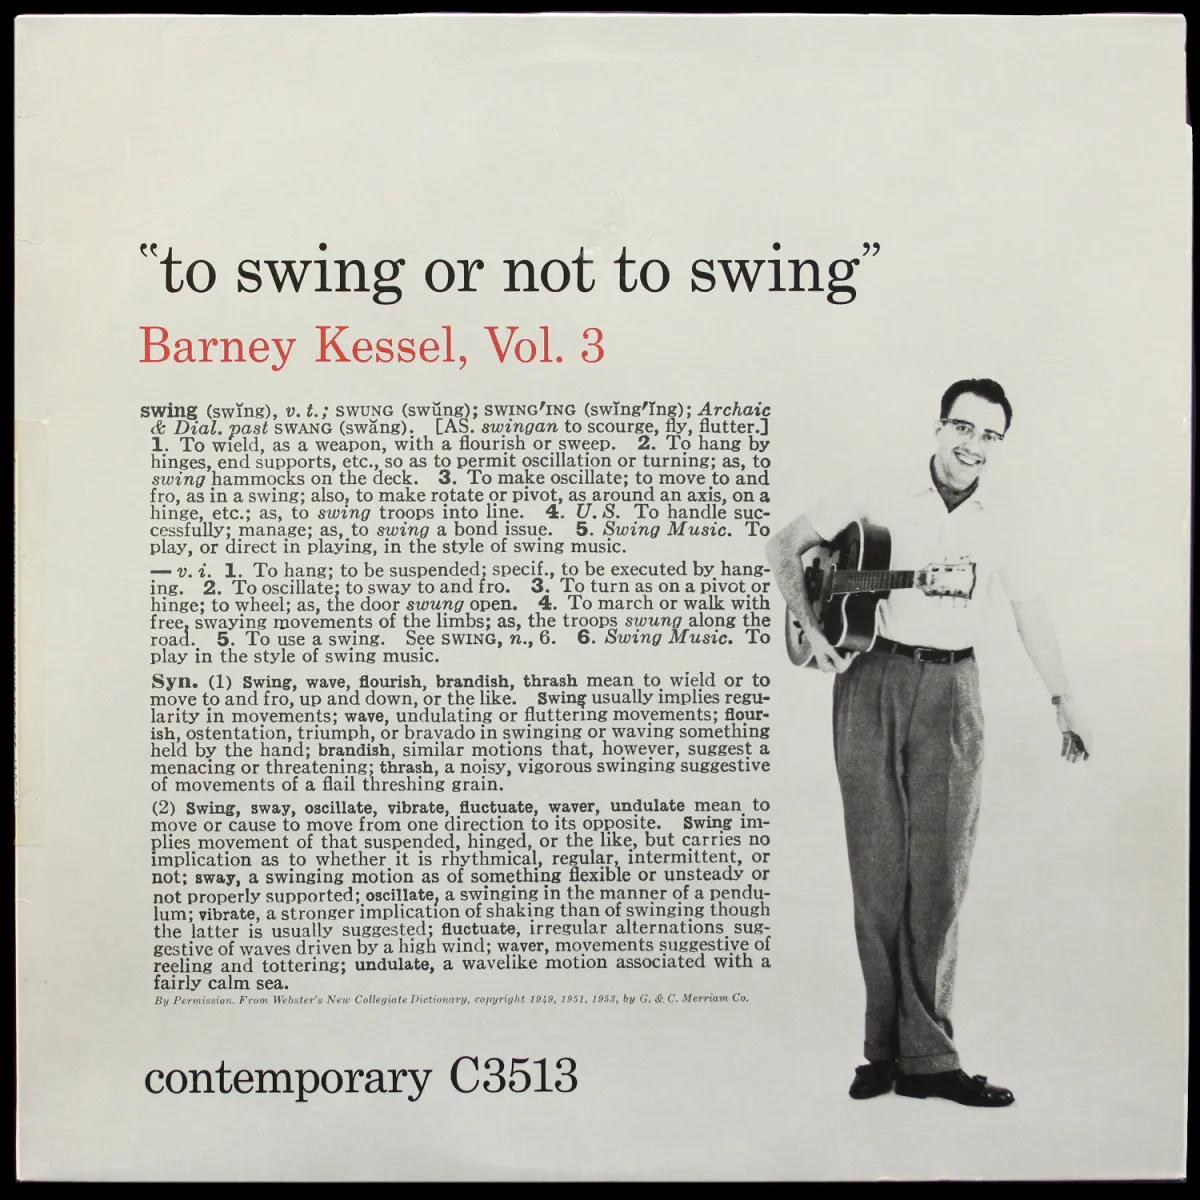 “to swing or not to swing”
Barney Kessel, Vol. 3
swing (swĭng), v. t.; SWUNG (swŭng); SWING′ING (swĭng′ĭng); Archaic
& Dial. past SWANG (swăng). [AS. swingan to scourge, fly, flutter.]
1. To wield, as a weapon, with a flourish or sweep. 2. To hang by
hinges, end supports, etc., so as to permit oscillation or turning; as, to
swing hammocks on the deck. 3. To make oscillate; to move to and
fro, as in a swing; also, to make rotate or pivot, as around an axis, on a
hinge, etc.; as, to swing troops into line. 4. U. S. To handle suc-
cessfully; manage; as, to swing a bond issue. 5. Swing Music. To
play, or direct in playing, in the style of swing music.
— v. i. 1. To hang; to be suspended; specif., to be executed by hang-
ing. 2. To oscillate; to sway to and fro. 3. To turn as on a pivot or
hinge; to wheel; as, the door swung open. 4. To march or walk with
free, swaying movements of the limbs; as, the troops swung along the
road. 5. To use a swing. See SWING, n., 6. 6. Swing Music. To
play in the style of swing music.
Syn. (1) Swing, wave, flourish, brandish, thrash mean to wield or to
move to and fro, up and down, or the like. Swing usually implies regu-
larity in movements; wave, undulating or fluttering movements; flour-
ish, ostentation, triumph, or bravado in swinging or waving something
held by the hand; brandish, similar motions that, however, suggest a
menacing or threatening; thrash, a noisy, vigorous swinging suggestive
of movements of a flail threshing grain.
(2) Swing, sway, oscillate, vibrate, fluctuate, waver, undulate mean to
move or cause to move from one direction to its opposite. Swing im-
plies movement of that suspended, hinged, or the like, but carries no
implication as to whether it is rhythmical, regular, intermittent, or
not; sway, a swinging motion as of something flexible or unsteady or
not properly supported; oscillate, a swinging in the manner of a pendu-
lum; vibrate, a stronger implication of shaking than of swinging though
the latter is usually suggested; fluctuate, irregular alternations sug-
gestive of waves driven by a high wind; waver, movements suggestive of
reeling and tottering; undulate, a wavelike motion associated with a
fairly calm sea.
By Permission. From Webster's New Collegiate Dictionary, copyright 1949, 1951, 1953, by G. & C. Merriam Co.
contemporary C3513